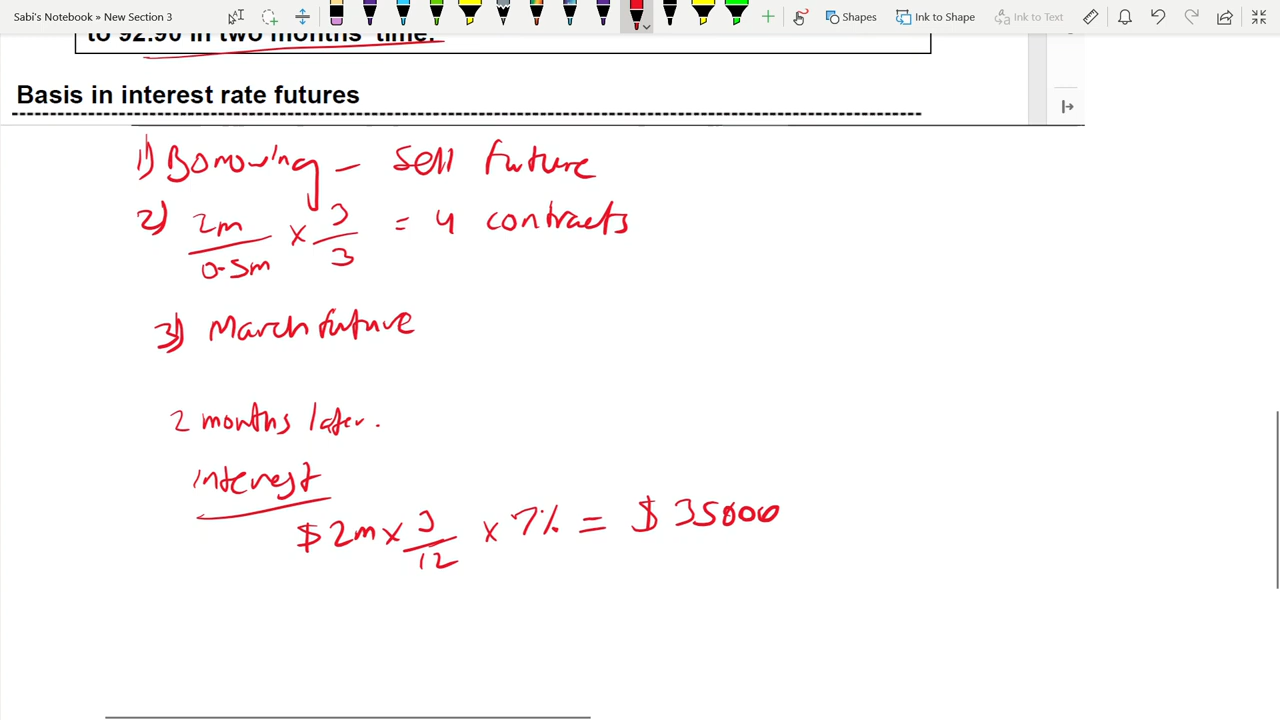 Sabi's Notebook » New Section 3
Shapes Ink to Shape Ink to Text
to 92.90 in two months' time.
Basis in interest rate futures
1) Borrowing - Sell future
2) 2m/0.5m × 3/3 = 4 contracts
3) March future
2 months later.
interest
$2m × 3/12 × 7% = $35000